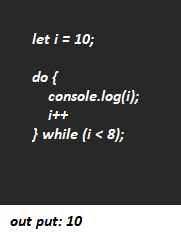 let i = 10;
do {
console.log(i);
i++
} while (i < 8);
out put: 10